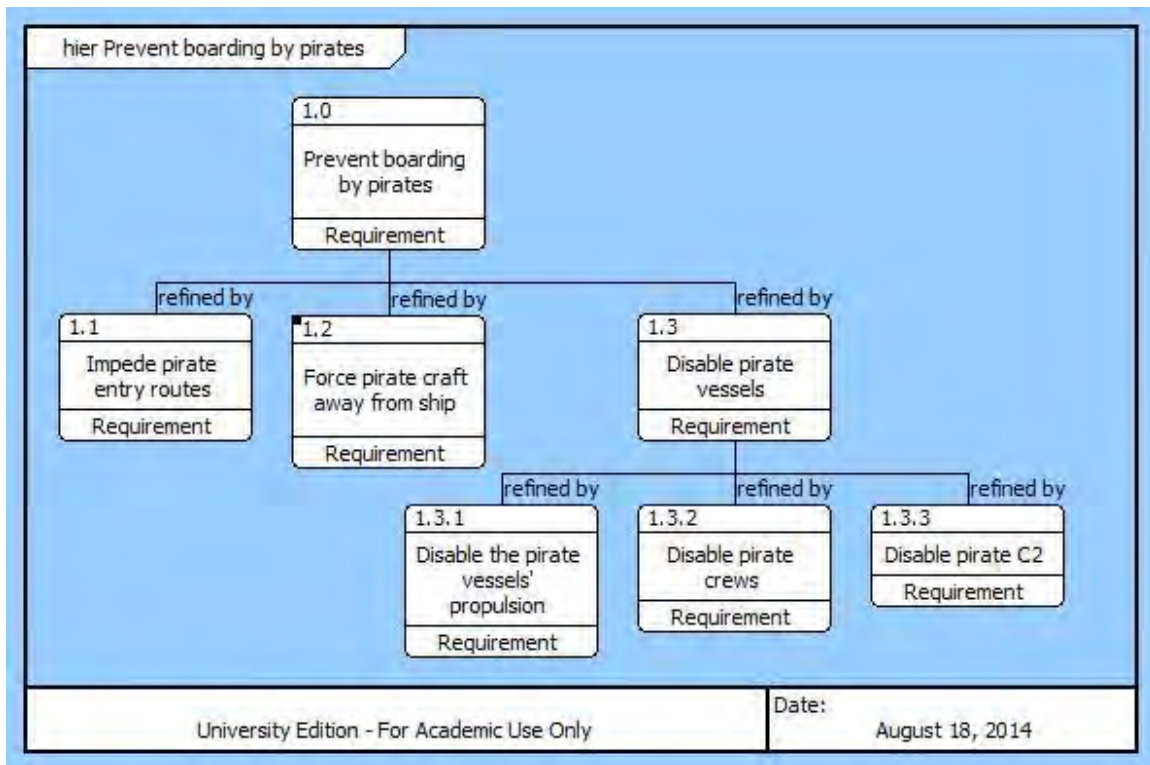 hier Prevent boarding by pirates
1.0
Prevent boarding
by pirates
Requirement
refined by
refined by
refined by
1.1
Impede pirate
entry routes
Requirement
1.2
Force pirate craft
away from ship
Requirement
1.3
Disable pirate
vessels
Requirement
refined by
refined by
refined by
1.3.1
Disable the pirate
vessels'
propulsion
Requirement
1.3.2
Disable pirate
crews
Requirement
1.3.3
Disable pirate C2
Requirement
University Edition - For Academic Use Only
Date:
August 18, 2014